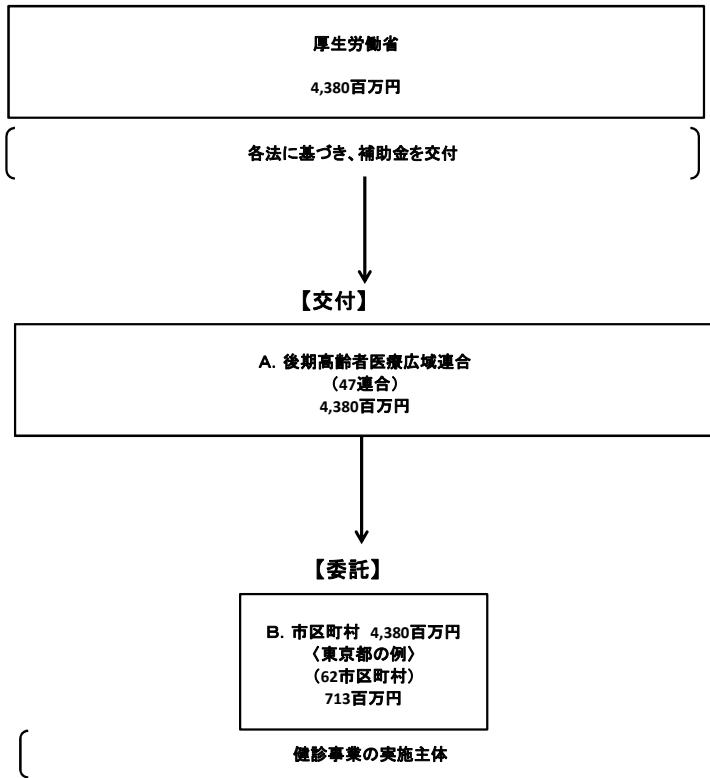 厚生労働省
4,380百万円
各法に基づき、補助金を交付
【交付】
A. 後期高齢者医療広域連合
（47連合）
4,380百万円
【委託】
B. 市区町村 4,380百万円
〈東京都の例〉
（62市区町村）
713百万円
健診事業の実施主体